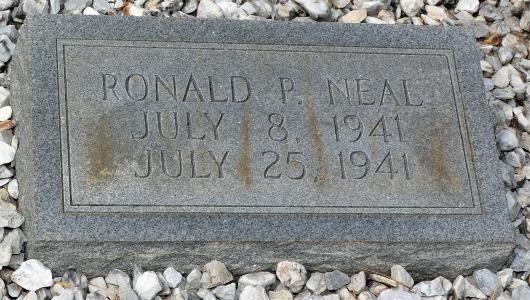 RONALD P. NEAL
JULY 8, 1941
JULY 25, 1941